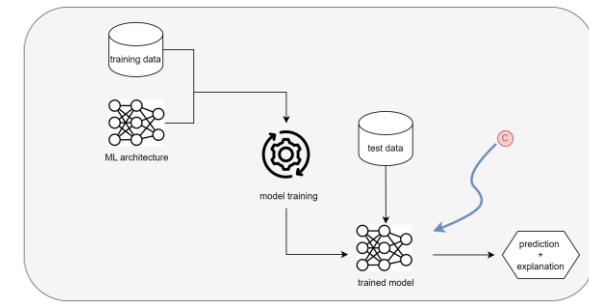 training data
ML architecture
model training
test data
C
trained model
prediction
+
explanation